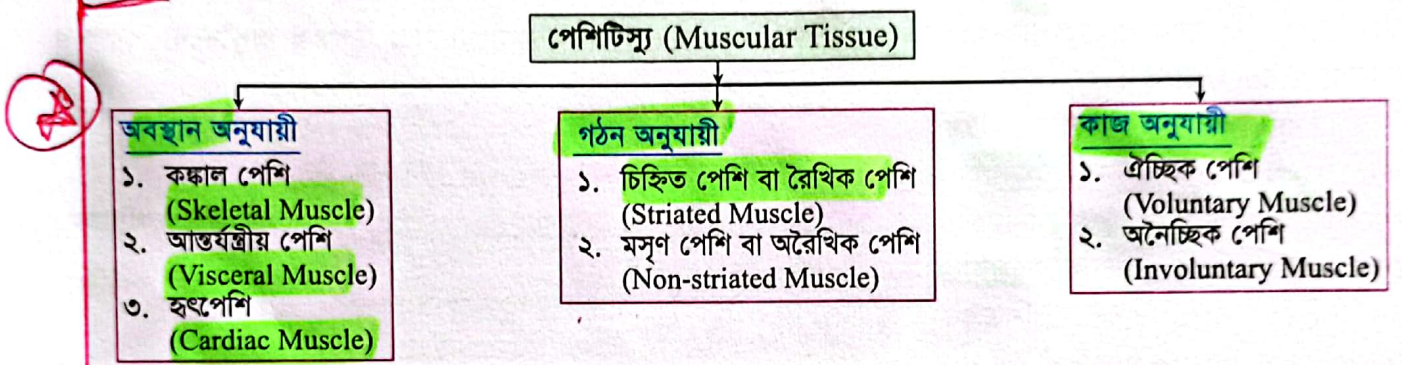 পেশিটিস্যু (Muscular Tissue)
অবস্থান অনুযায়ী
১. কঙ্কাল পেশি
(Skeletal Muscle)
২. আন্তর্যন্ত্রীয় পেশি
(Visceral Muscle)
৩. হৃৎপেশি
(Cardiac Muscle)
গঠন অনুযায়ী
১. চিহ্নিত পেশি বা রৈখিক পেশি
(Striated Muscle)
২. মসৃণ পেশি বা অরৈখিক পেশি
(Non-striated Muscle)
কাজ অনুযায়ী
১. ঐচ্ছিক পেশি
(Voluntary Muscle)
২. অনৈচ্ছিক পেশি
(Involuntary Muscle)